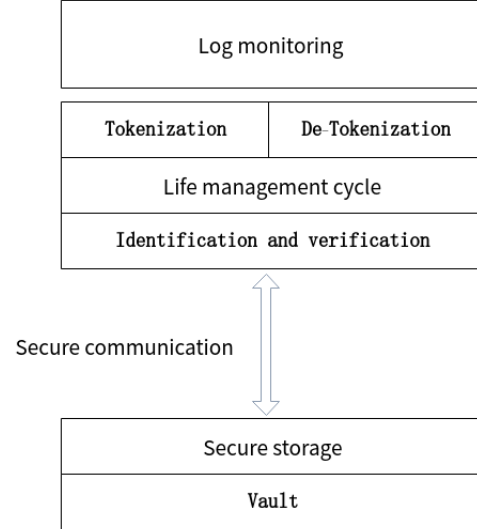 Log monitoring
Tokenization
De-Tokenization
Life management cycle
Identification and verification
Secure communication
Secure storage
Vault